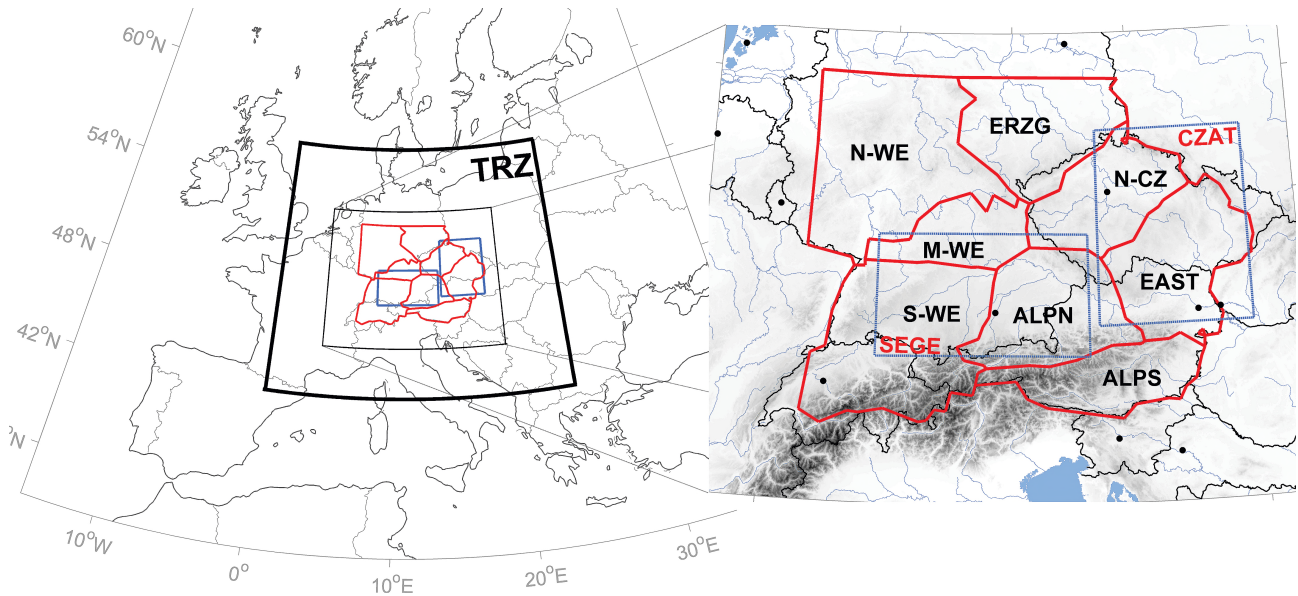 60°N
54°N
48°N
42°N
°N
10°W
0°
10°E
20°E
30°E
TRZ
ERZG
CZAT
N-WE
N-CZ
M-WE
EAST
S-WE
ALPN
SEGE
ALPS